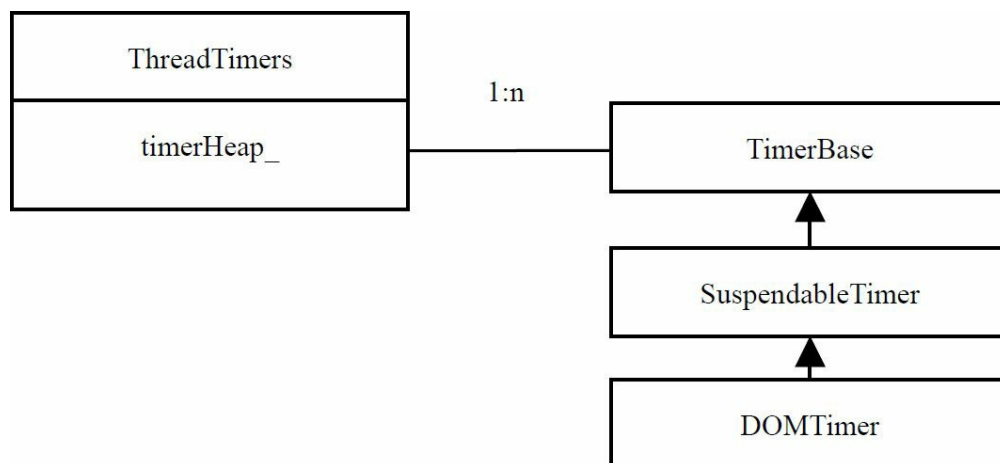 ThreadTimers
timerHeap_
1:n
TimerBase
SuspendableTimer
DOMTimer